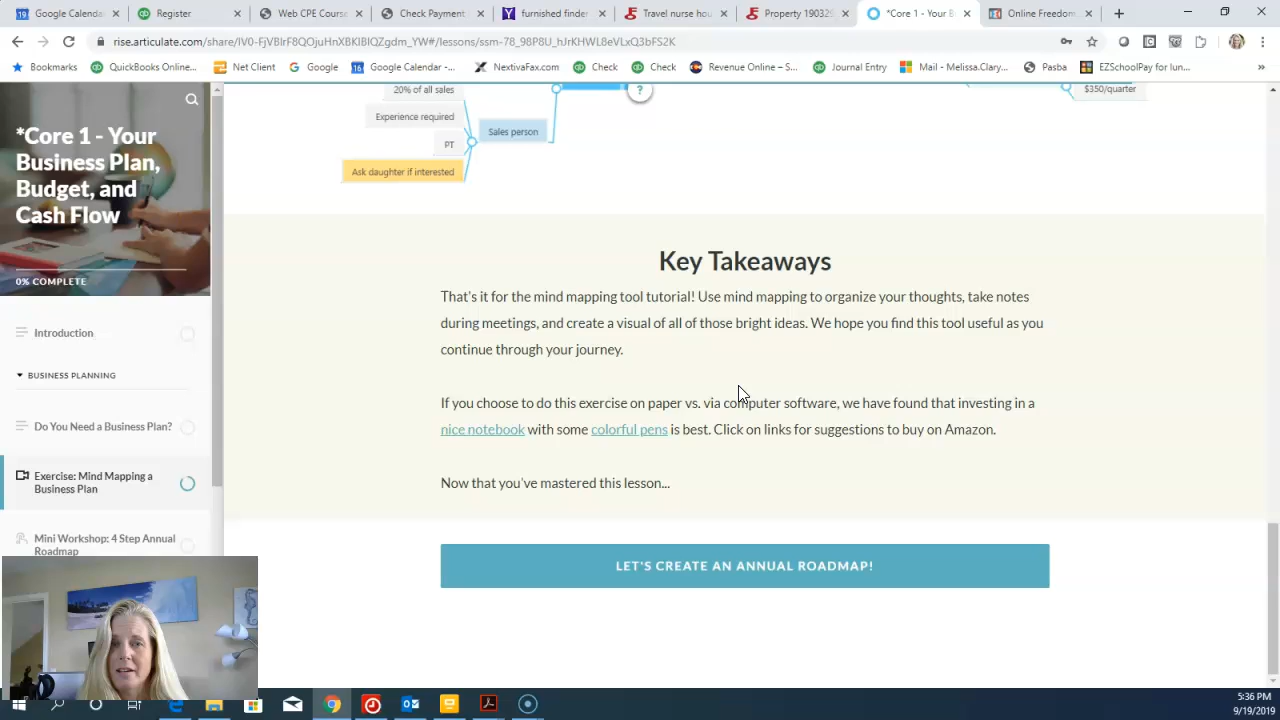 Google Calendar
Register
Web CPE Cours
Check Payment
furnished finder
Travel nurse hou
Property 19032
*Core 1 - Your B
Online Freedom
rise.articulate.com/share/
Bookmarks
QuickBooks Onlin...
Net Client
Google
Google Calendar -...
NextivaFax.com
Check
Check
Revenue Online – S...
Journal Entry
Mail - Melissa.Clary...
Pasba
EZSchoolPay for lun...
»
*Core 1 - Your
Business Plan,
Budget, and
Cash Flow
0% COMPLETE
Introduction
BUSINESS PLANNING
Do You Need a Business Plan?
Exercise: Mind Mapping a
Business Plan
Mini Workshop: 4 Step Annual
Roadmap
20% of all sales
Experience required
PT
Ask daughter if interested
Sales person
?
$350/quarter
Key Takeaways
That's it for the mind mapping tool tutorial! Use mind mapping to organize your thoughts, take notes
during meetings, and create a visual of all of those bright ideas. We hope you find this tool useful as you
continue through your journey.
If you choose to do this exercise on paper vs. via computer software, we have found that investing in a
nice notebook with some colorful pens is best. Click on links for suggestions to buy on Amazon.
Now that you've mastered this lesson...
LET'S CREATE AN ANNUAL ROADMAP!
5:36 PM
9/19/2019